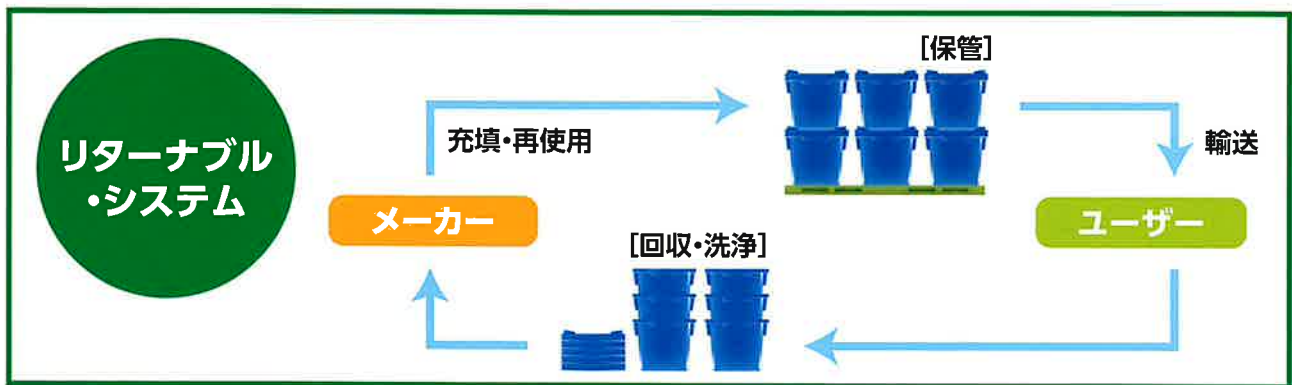 リターナブル
・システム
[保管]
充填・再使用
輸送
メーカー
ユーザー
[回収・洗浄]